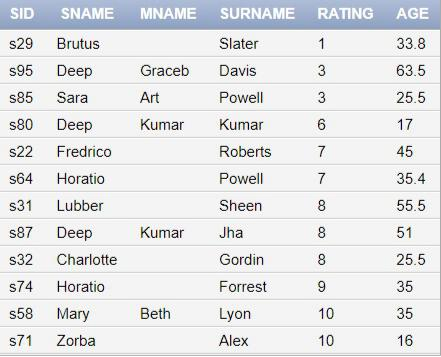 SID SNAME MNAME SURNAME RATING AGE
s29 Brutus Slater 1 33.8
s95 Deep Graceb Davis 3 63.5
s85 Sara Art Powell 3 25.5
s80 Deep Kumar Kumar 6 17
s22 Fredrico Roberts 7 45
s64 Horatio Powell 7 35.4
s31 Lubber Sheen 8 55.5
s87 Deep Kumar Jha 8 51
s32 Charlotte Gordin 8 25.5
s74 Horatio Forrest 9 35
s58 Mary Beth Lyon 10 35
s71 Zorba Alex 10 16